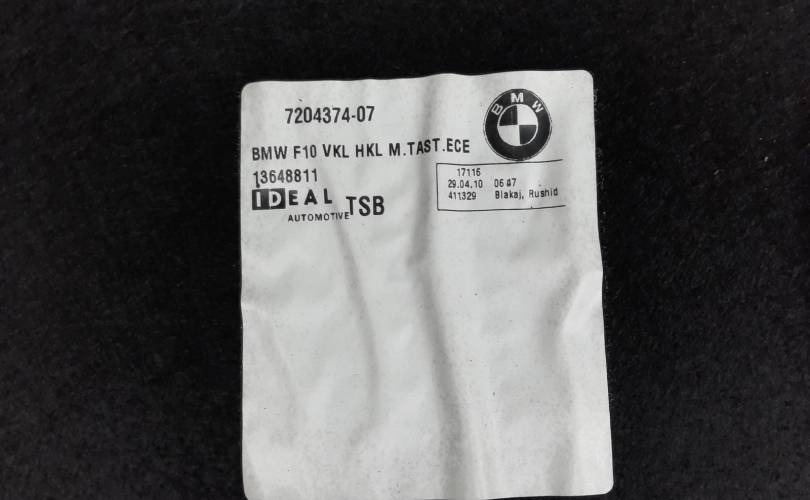 7204374-07
BMW
BMW F10 VKL HKL M.TAST.ECE
13648811
IDEAL
AUTOMOTIVE
TSB
17116
29.04.10 06:47
411329 Blakaj, Rushid